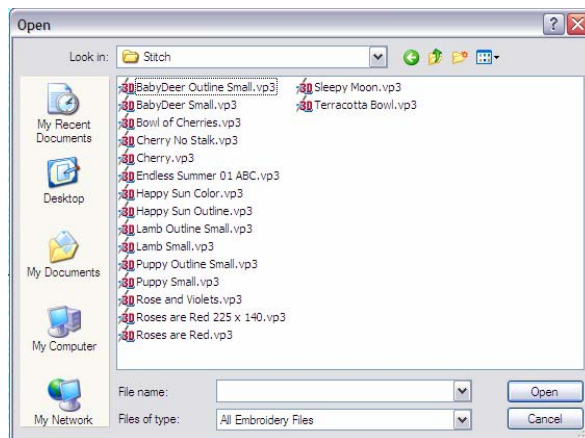 Open
Look in: Stitch
My Recent
Documents
Desktop
My Documents
My Computer
My Network
BabyDeer Outline Small.vp3
BabyDeer Small.vp3
Bowl of Cherries.vp3
Cherry No Stalk.vp3
Cherry.vp3
Endless Summer 01 ABC.vp3
Happy Sun Color.vp3
Happy Sun Outline.vp3
Lamb Outline Small.vp3
Lamb Small.vp3
Puppy Outline Small.vp3
Puppy Small.vp3
Rose and Violets.vp3
Roses are Red 225 x 140.vp3
Roses are Red.vp3
Sleepy Moon.vp3
Terracotta Bowl.vp3
File name:
Open
Files of type: All Embroidery Files
Cancel